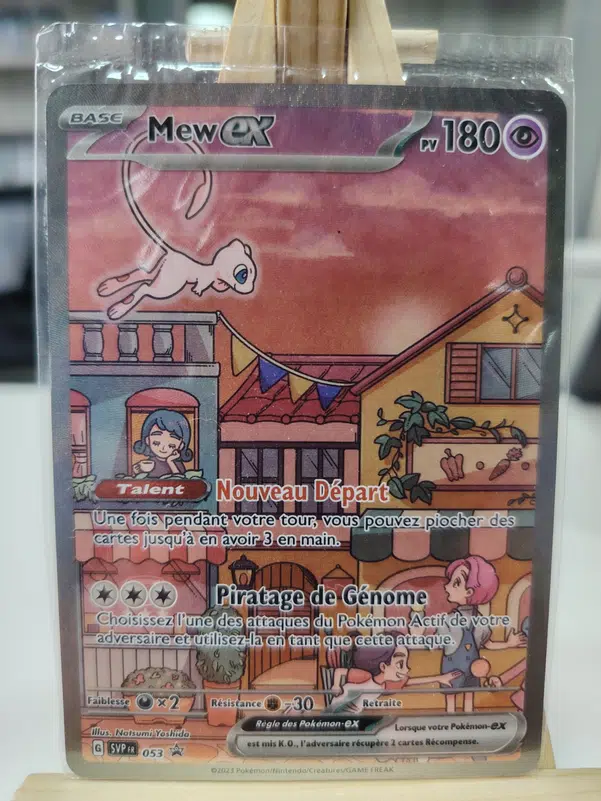 BASE Mew ex PV 180
Talent Nouveau Départ
Une fois pendant votre tour, vous pouvez piocher des
cartes jusqu'à en avoir 3 en main.
Piratage de Génome
Choisissez l'une des attaques du Pokémon Actif de votre
adversaire et utilisez-la en tant que cette attaque.
Faiblesse ×2 Résistance -30 Retraite
Illus. Natsumi Yoshida
Règle des Pokémon-ex Lorsque votre Pokémon-ex
est mis K.O., l'adversaire récupère 2 cartes Récompense.
G SVP FR 053
©2023 Pokémon/Nintendo/Creatures/GAME FREAK